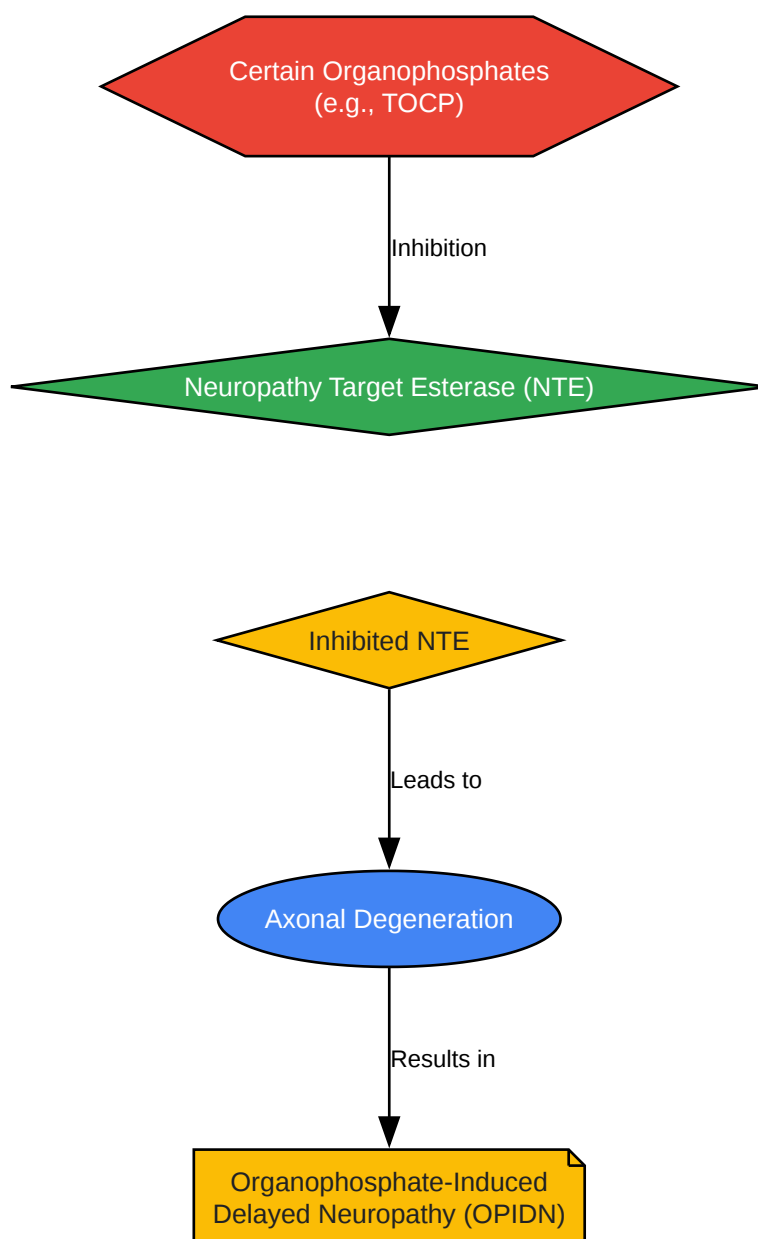 Certain Organophosphates
(e.g., TOCP)
Inhibition
Neuropathy Target Esterase (NTE)
Inhibited NTE
Leads to
Axonal Degeneration
Results in
Organophosphate-Induced
Delayed Neuropathy (OPIDN)